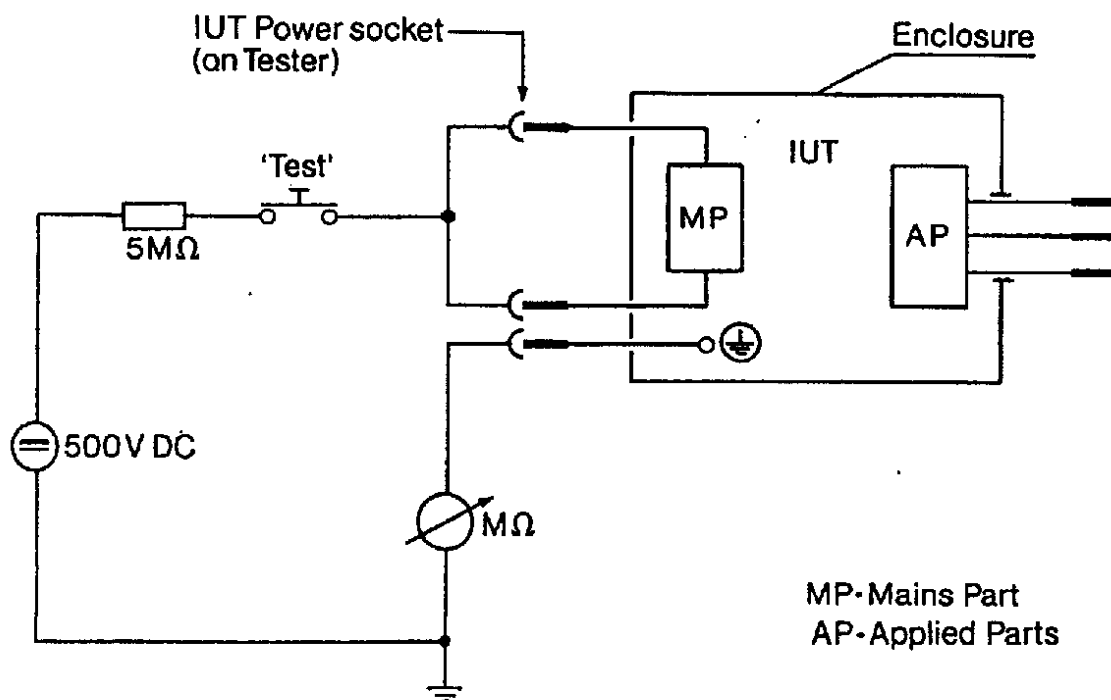 IUT Power socket
(on Tester)
Enclosure
'Test'
IUT
MP
AP
5MΩ
500V DC
MΩ
MP-Mains Part
AP-Applied Parts